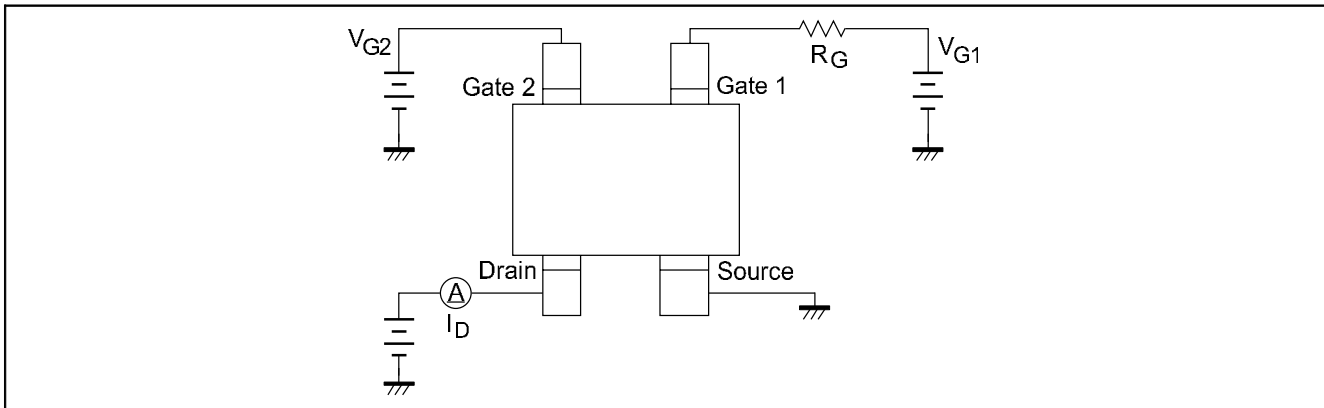 VG2
VG1
RG
Gate 2
Gate 1
Drain
Source
A
ID